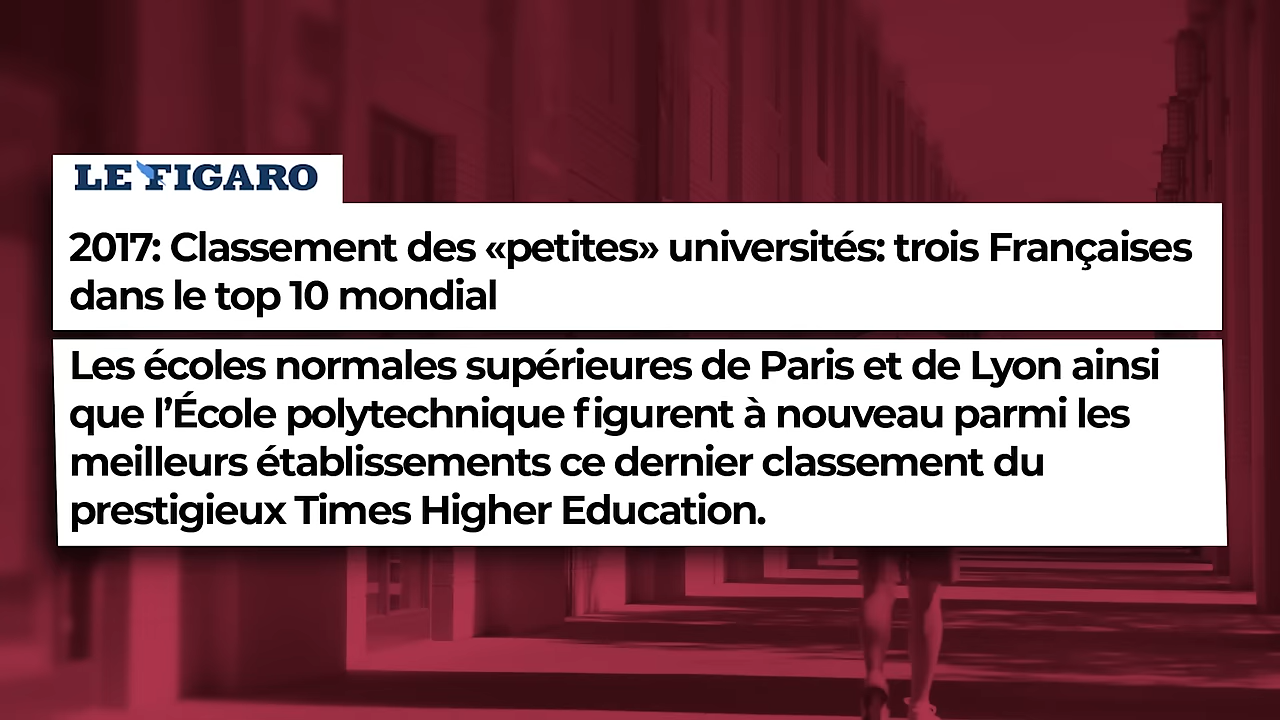 LE FIGARO
2017: Classement des «petites» universités: trois Françaises
dans le top 10 mondial
Les écoles normales supérieures de Paris et de Lyon ainsi
que l’École polytechnique figurent à nouveau parmi les
meilleurs établissements ce dernier classement du
prestigieux Times Higher Education.